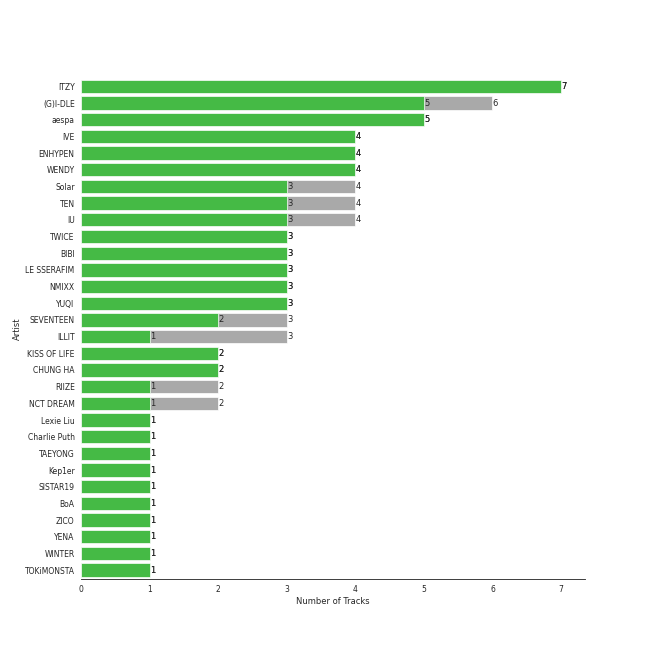 ITZY 7
(G)I-DLE 5 6
aespa 5
IVE 4
ENHYPEN 4
WENDY 4
Solar 3 4
TEN 3 4
IU 3 4
TWICE 3
BIBI 3
LE SSERAFIM 3
NMIXX 3
YUQI 3
SEVENTEEN 2 3
ILLIT 1 3
KISS OF LIFE 2
CHUNG HA 2
RIIZE 1 2
NCT DREAM 1 2
Lexie Liu 1
Charlie Puth 1
TAEYONG 1
Kep1er 1
SISTAR19 1
BoA 1
ZICO 1
YENA 1
WINTER 1
TOKiMONSTA 1
Artist
0 1 2 3 4 5 6 7
Number of Tracks